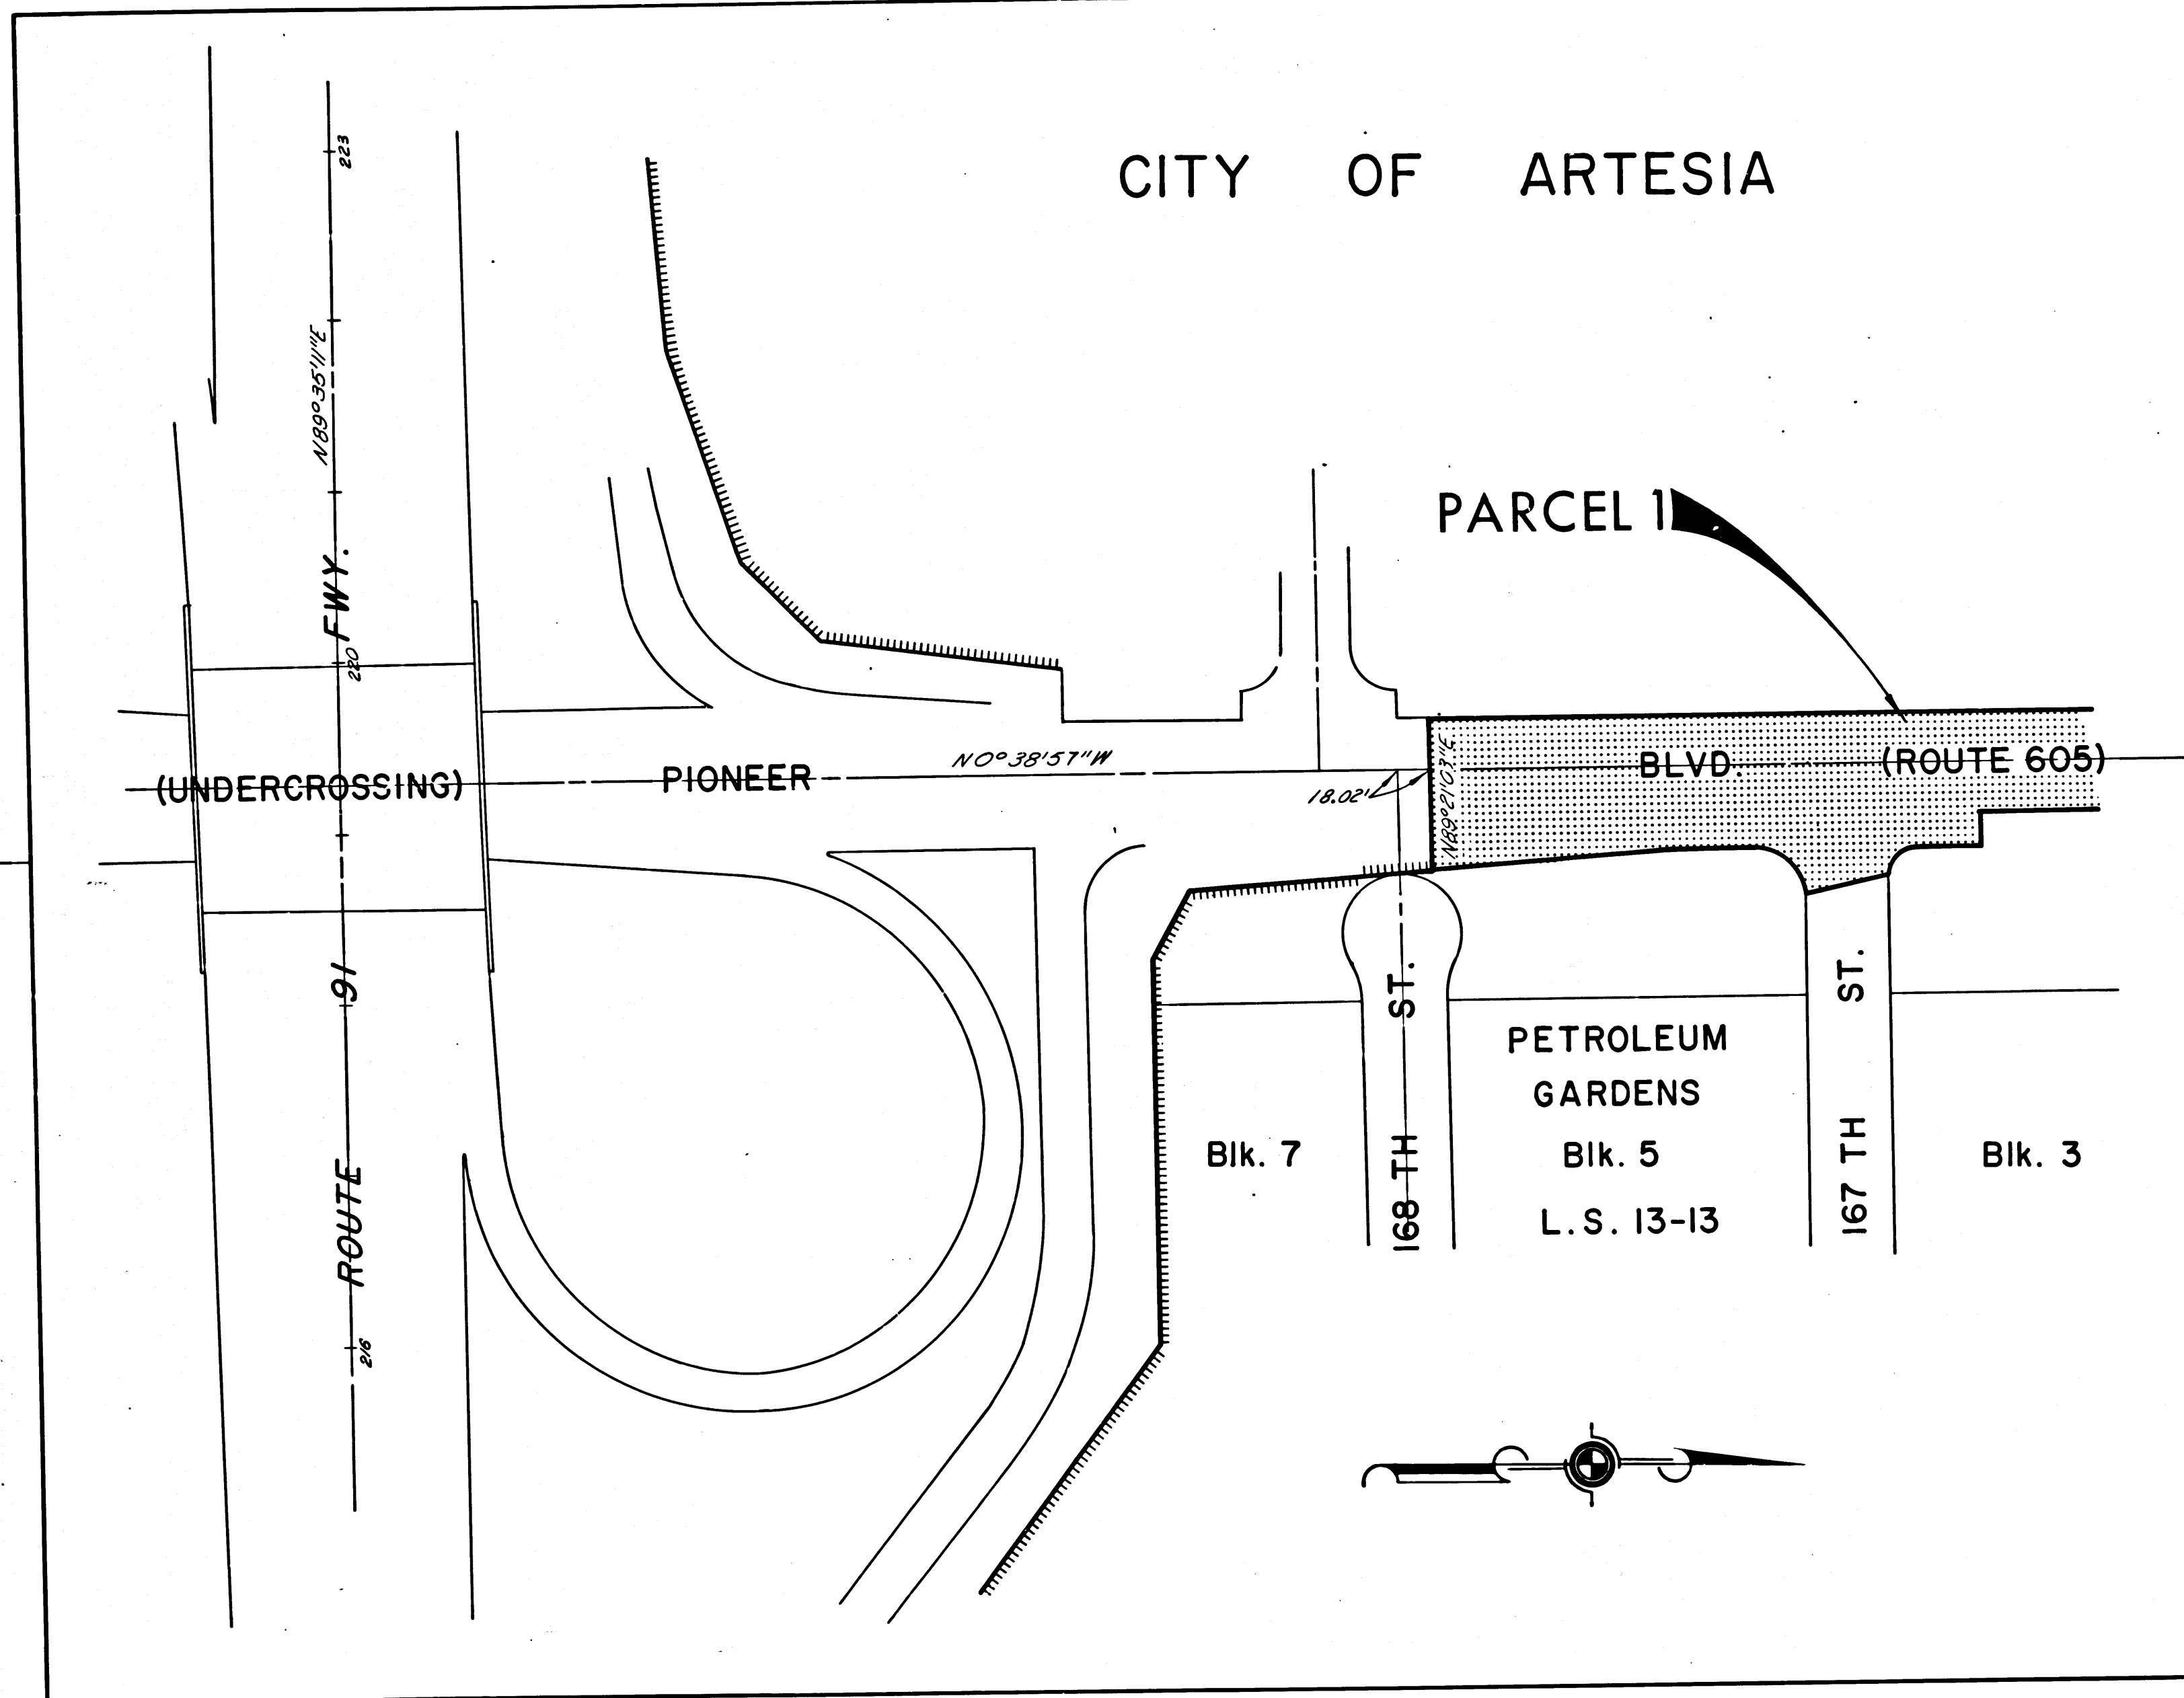 CITY OF ARTESIA
223
N89°35'11"E
FWY.
220
91
ROUTE
216
PARCEL 1
(UNDERCROSSING)
PIONEER
N0°38'57"W
18.02'
N89°21'03"E
BLVD.
(ROUTE 605)
168 TH ST.
167 TH ST.
PETROLEUM
GARDENS
Blk. 7
Blk. 5
Blk. 3
L.S. 13-13